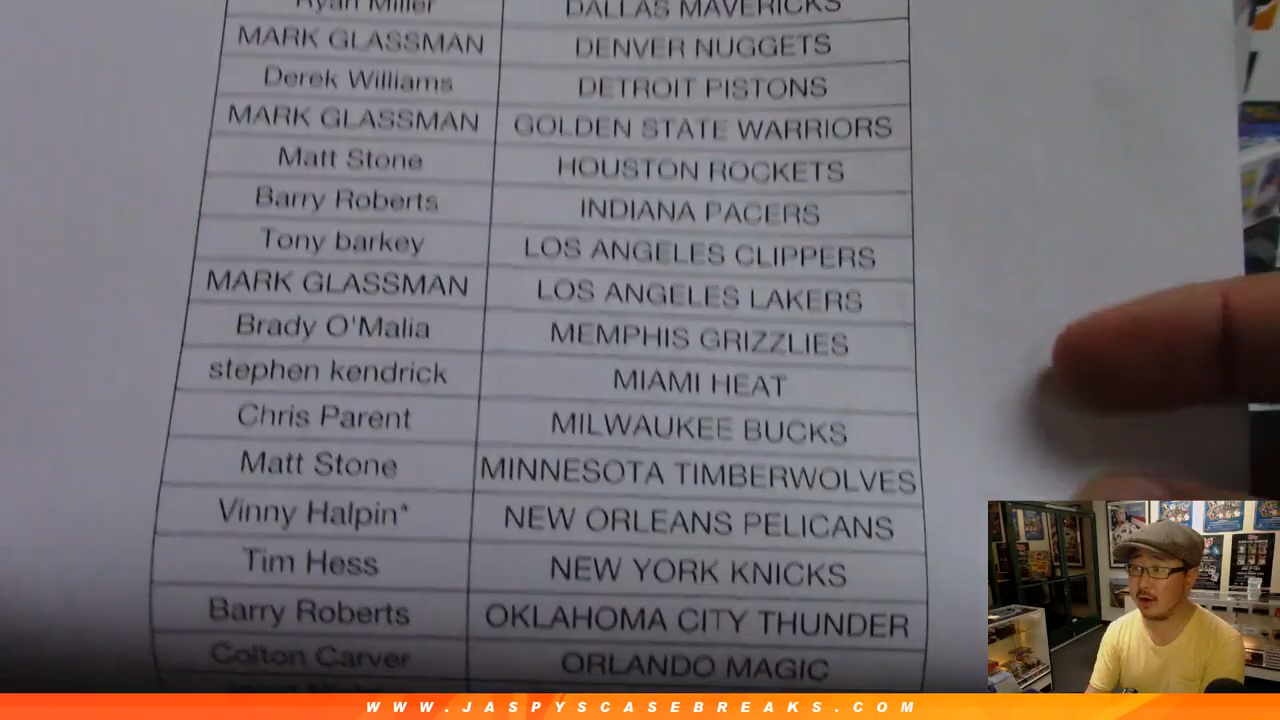 Ryan Miller DALLAS MAVERICKS
MARK GLASSMAN DENVER NUGGETS
Derek Williams DETROIT PISTONS
MARK GLASSMAN GOLDEN STATE WARRIORS
Matt Stone HOUSTON ROCKETS
Barry Roberts INDIANA PACERS
Tony barkey LOS ANGELES CLIPPERS
MARK GLASSMAN LOS ANGELES LAKERS
Brady O'Malia MEMPHIS GRIZZLIES
stephen kendrick MIAMI HEAT
Chris Parent MILWAUKEE BUCKS
Matt Stone MINNESOTA TIMBERWOLVES
Vinny Halpin* NEW ORLEANS PELICANS
Tim Hess NEW YORK KNICKS
Barry Roberts OKLAHOMA CITY THUNDER
Colton Carver ORLANDO MAGIC
WWW.JASPYSCASEBREAKS.COM